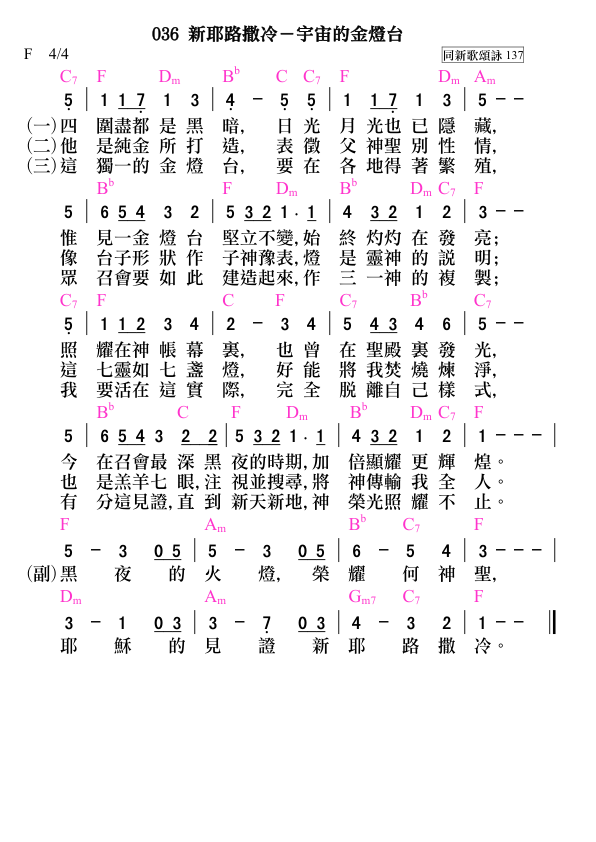 036 新耶路撒冷－宇宙的金燈台
F 4/4 同新歌頌詠 137
C7 F Dm Bb C C7 F Dm Am
5 | 1 1 7 1 3 | 4 - 5 5 | 1 1 7 1 3 | 5 - -
(一)四 圍盡都 是 黑 暗, 日 光 月 光也 已 隱 藏,
(二)他 是純金 所 打 造, 表 徵 父 神聖 別 性 情,
(三)這 獨一的 金 燈 台, 要 在 各 地得 著 繁 殖,
Bb F Dm Bb Dm C7 F
5 | 6 5 4 3 2 | 5 3 2 1 · 1 | 4 3 2 1 2 | 3 - -
惟 見一金 燈 台 堅立不變,始 終 灼灼 在 發 亮;
像 台子形 狀 作 子神豫表,燈 是 靈神 的 說 明;
眾 召會要 如 此 建造起來,作 三 一神 的 複 製;
C7 F C F C7 Bb C7
5 | 1 1 2 3 4 | 2 - 3 4 | 5 4 3 4 6 | 5 - -
照 耀在神 帳 幕 裏, 也 曾 在 聖殿 裏 發 光,
這 七靈如 七 盞 燈, 好 能 將 我焚 燒 煉 淨,
我 要活在 這 實 際, 完 全 脫 離自 己 樣 式,
Bb C F Dm Bb Dm C7 F
5 | 6 5 4 3 2 2 | 5 3 2 1 · 1 | 4 3 2 1 2 | 1 - - - |
今 在召會最 深 黑 夜的時期,加 倍顯耀 更 輝 煌。
也 是羔羊七 眼,注 視並搜尋,將 神傳輸 我 全 人。
有 分這見證,直 到 新天新地,神 榮光照 耀 不 止。
F Am Bb C7 F
5 - 3 0 5 | 5 - 3 0 5 | 6 - 5 4 | 3 - - - |
(副)黑 夜 的 火 燈, 榮 耀 何 神 聖,
Dm Am Gm7 C7 F
3 - 1 0 3 | 3 - 7 0 3 | 4 - 3 2 | 1 - - ‖
耶 穌 的 見 證 新 耶 路 撒 冷。